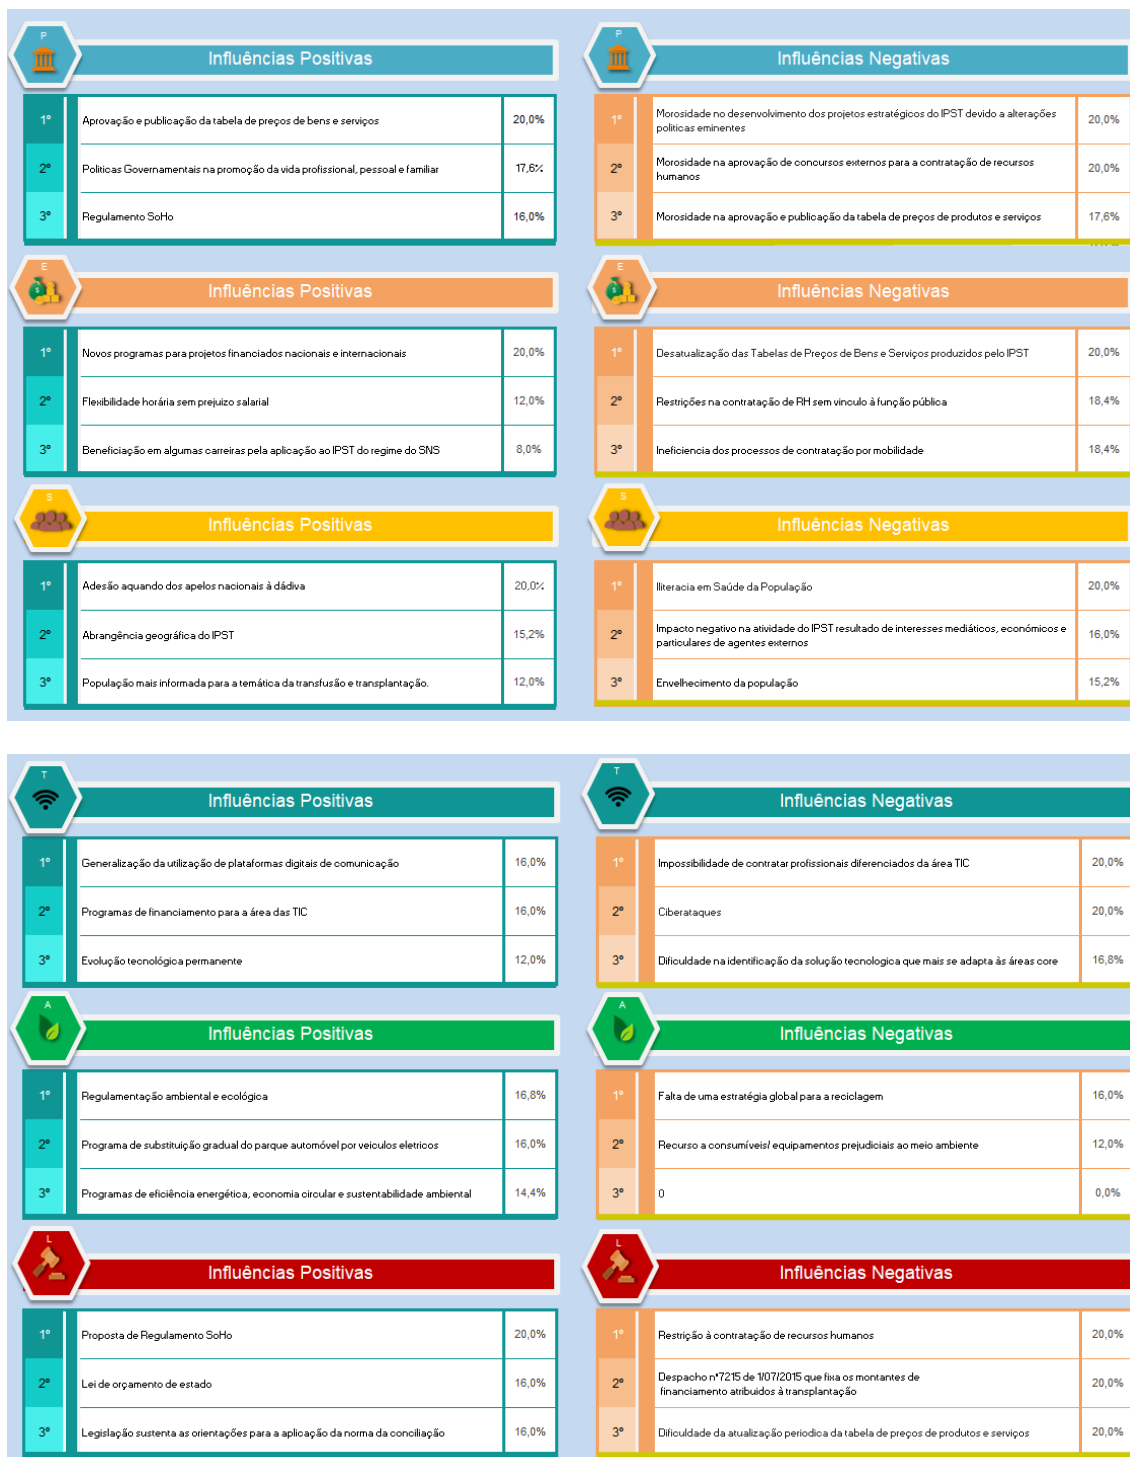 P
Influências Positivas
1º Aprovação e publicação da tabela de preços de bens e serviços 20,0%
2º Politicas Governamentais na promoção da vida profissional, pessoal e familiar 17,6%
3º Regulamento SoHo 16,0%
P
Influências Negativas
1º Morosidade no desenvolvimento dos projetos estratégicos do IPST devido a alterações
politicas eminentes 20,0%
2º Morosidade na aprovação de concursos externos para a contratação de recursos
humanos 20,0%
3º Morosidade na aprovação e publicação da tabela de preços de produtos e serviços 17,6%
E
Influências Positivas
1º Novos programas para projetos financiados nacionais e internacionais 20,0%
2º Flexibilidade horária sem prejuizo salarial 12,0%
3º Beneficiação em algumas carreiras pela aplicação ao IPST do regime do SNS 8,0%
E
Influências Negativas
1º Desatualização das Tabelas de Preços de Bens e Serviços produzidos pelo IPST 20,0%
2º Restrições na contratação de RH sem vinculo à função pública 18,4%
3º Ineficiencia dos processos de contratação por mobilidade 18,4%
S
Influências Positivas
1º Adesão aquando dos apelos nacionais à dádiva 20,0%
2º Abrangência geográfica do IPST 15,2%
3º População mais informada para a temática da transfusão e transplantação. 12,0%
S
Influências Negativas
1º Iliteracia em Saúde da População 20,0%
2º Impacto negativo na atividade do IPST resultado de interesses mediáticos, económicos e
particulares de agentes externos 16,0%
3º Envelhecimento da população 15,2%
T
Influências Positivas
1º Generalização da utilização de plataformas digitais de comunicação 16,0%
2º Programas de financiamento para a área das TIC 16,0%
3º Evolução tecnológica permanente 12,0%
T
Influências Negativas
1º Impossibilidade de contratar profissionais diferenciados da área TIC 20,0%
2º Ciberataques 20,0%
3º Dificuldade na identificação da solução tecnologica que mais se adapta às áreas core 16,8%
A
Influências Positivas
1º Regulamentação ambiental e ecológica 16,8%
2º Programa de substituição gradual do parque automóvel por veiculos eletricos 16,0%
3º Programas de eficiência energética, economia circular e sustentabilidade ambiental 14,4%
A
Influências Negativas
1º Falta de uma estratégia global para a reciclagem 16,0%
2º Recurso a consumíveis/ equipamentos prejudiciais ao meio ambiente 12,0%
3º 0 0,0%
L
Influências Positivas
1º Proposta de Regulamento SoHo 20,0%
2º Lei de orçamento de estado 16,0%
3º Legislação sustenta as orientações para a aplicação da norma da conciliação 16,0%
L
Influências Negativas
1º Restrição à contratação de recursos humanos 20,0%
2º Despacho nº7215 de 1/07/2015 que fixa os montantes de
financiamento atribuidos à transplantação 20,0%
3º Dificuldade da atualização periodica da tabela de preços de produtos e serviços 20,0%